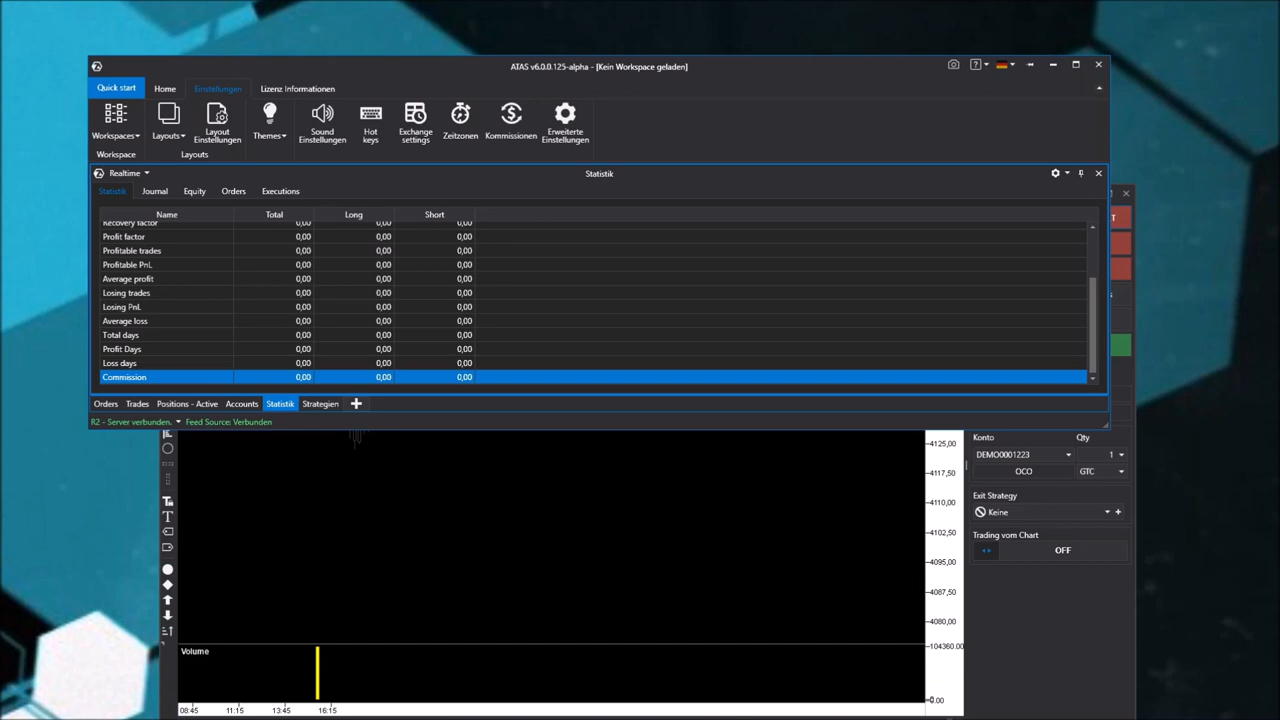 ATAS v6.0.0.125-alpha - [Kein Workspace geladen]
Quick start
Home
Einstellungen
Lizenz Informationen
Workspaces
Layouts
Layout Einstellungen
Themes
Sound Einstellungen
Hot keys
Exchange settings
Zeitzonen
Kommissionen
Erweiterte Einstellungen
Workspace
Layouts
Realtime
Statistik
Statistik
Journal
Equity
Orders
Executions
Name Total Long Short
Recovery factor 0,00 0,00 0,00
Profit factor 0,00 0,00 0,00
Profitable trades 0,00 0,00 0,00
Profitable PnL 0,00 0,00 0,00
Average profit 0,00 0,00 0,00
Losing trades 0,00 0,00 0,00
Losing PnL 0,00 0,00 0,00
Average loss 0,00 0,00 0,00
Total days 0,00 0,00 0,00
Profit Days 0,00 0,00 0,00
Loss days 0,00 0,00 0,00
Commission 0,00 0,00 0,00
Orders
Trades
Positions - Active
Accounts
Statistik
Strategien
R2 - Server verbunden.
Feed Source: Verbunden
4125,00
4117,50
4110,00
4102,50
4095,00
4087,50
4080,00
104360.00
0.00
Volume
08:45 11:15 13:45 16:15
Konto
Qty
DEMO0001223
1
OCO
GTC
Exit Strategy
Keine
Trading vom Chart
OFF